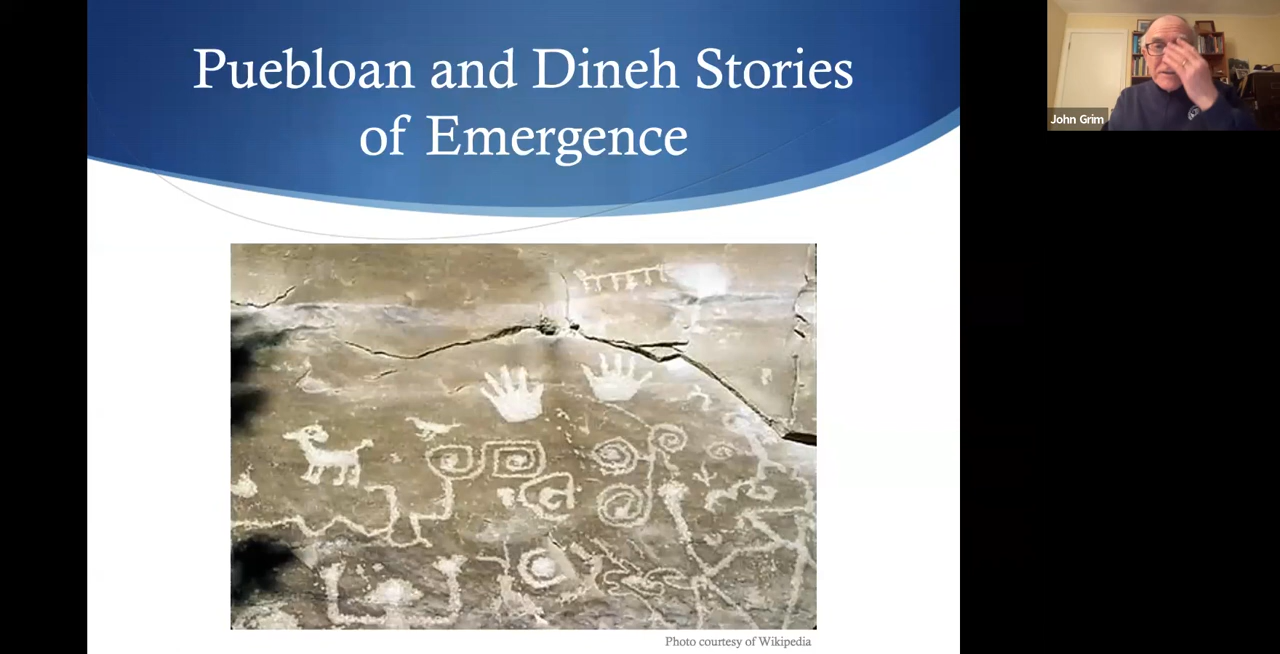 Puebloan and Dineh Stories
of Emergence
John Grim
Photo courtesy of Wikipedia